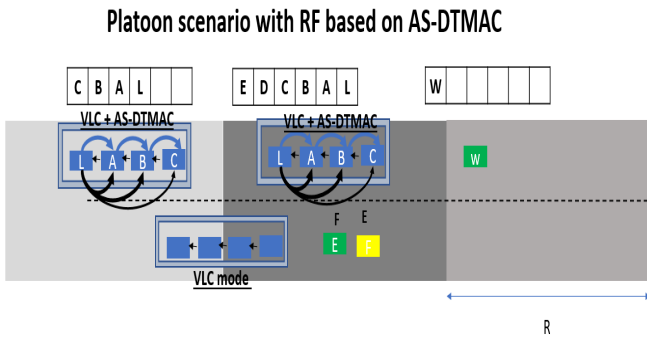 Platoon scenario with RF based on AS-DTMAC
C B A L
E D C B A L
W
VLC + AS-DTMAC
VLC + AS-DTMAC
L A B C
L A B C
W
F E
E F
VLC mode
R